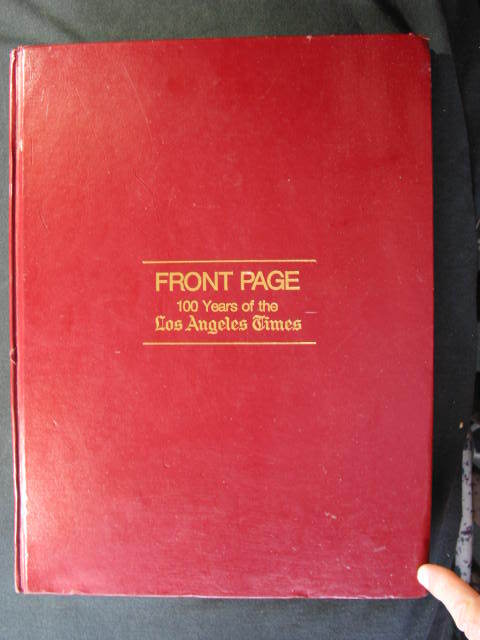 FRONT PAGE
100 Years of the
Los Angeles Times